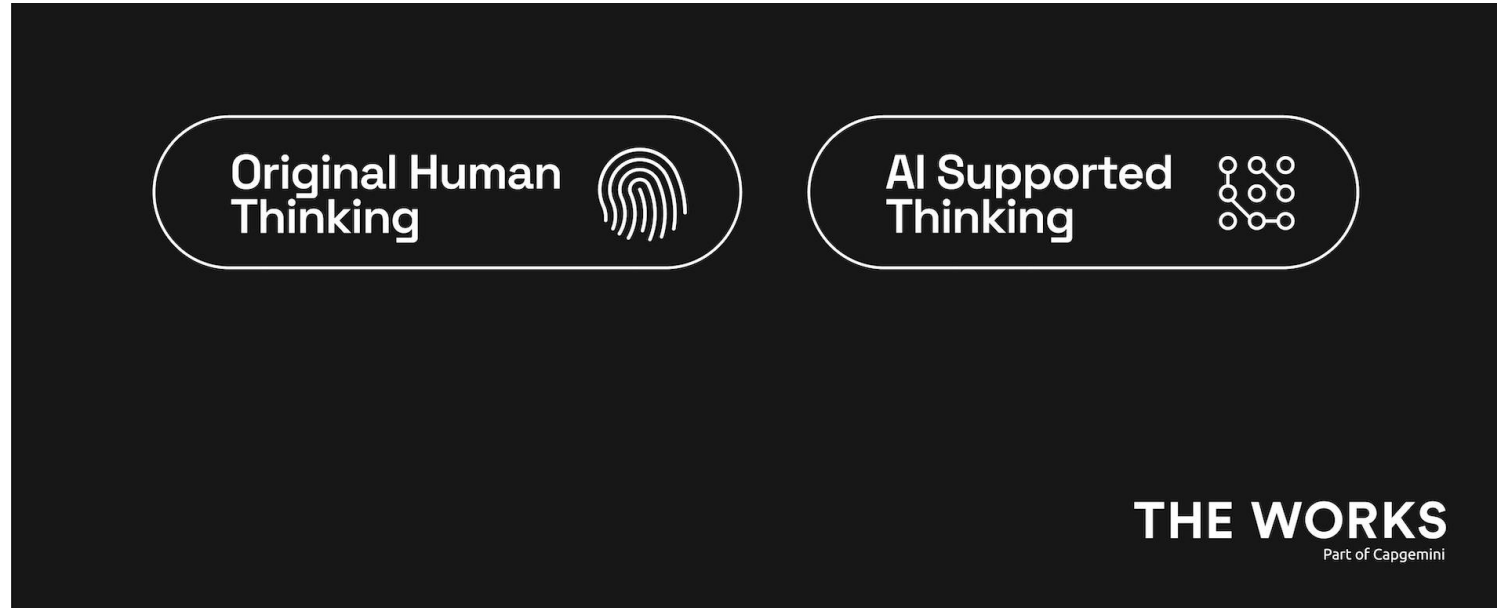 Original Human
Thinking
AI Supported
Thinking
THE WORKS
Part of Capgemini